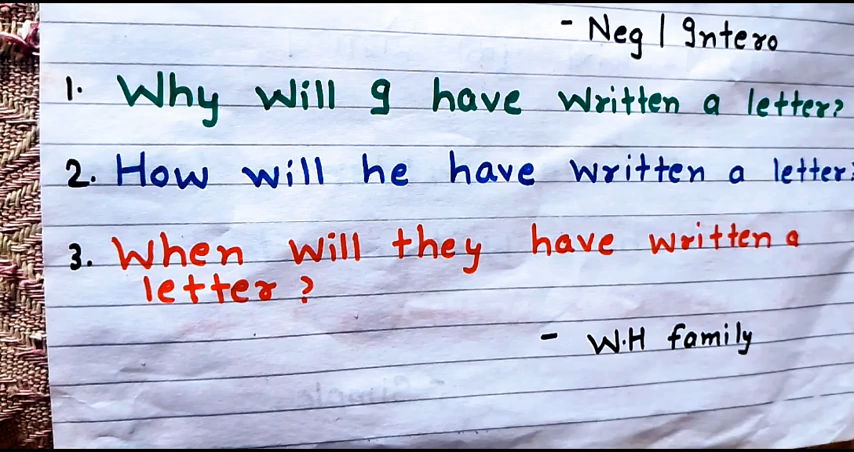 - Neg | Intero
1. Why will I have written a letter?
2. How will he have written a letter?
3. When will they have written a
letter?
- W.H family